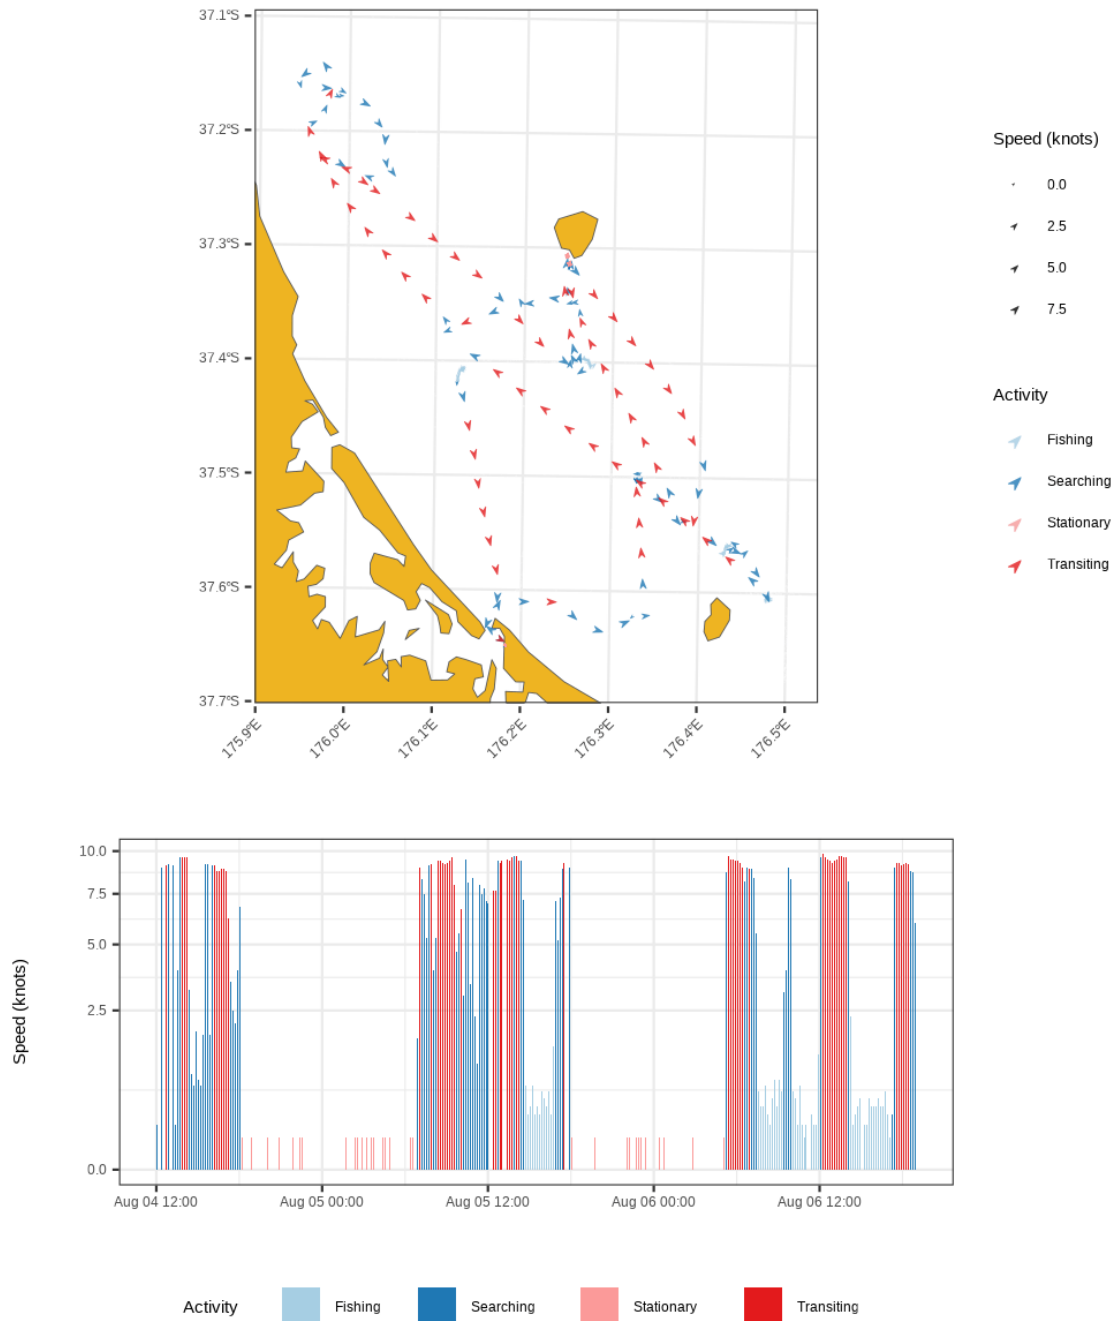 37.1°S
37.2°S
37.3°S
37.4°S
37.5°S
37.6°S
37.7°S
175.9°E
176.0°E
176.1°E
176.2°E
176.3°E
176.4°E
176.5°E
Speed (knots)
0.0
2.5
5.0
7.5
Activity
Fishing
Searching
Stationary
Transiting
Speed (knots)
10.0
7.5
5.0
2.5
0.0
Aug 04 12:00
Aug 05 00:00
Aug 05 12:00
Aug 06 00:00
Aug 06 12:00
Activity
Fishing
Searching
Stationary
Transiting